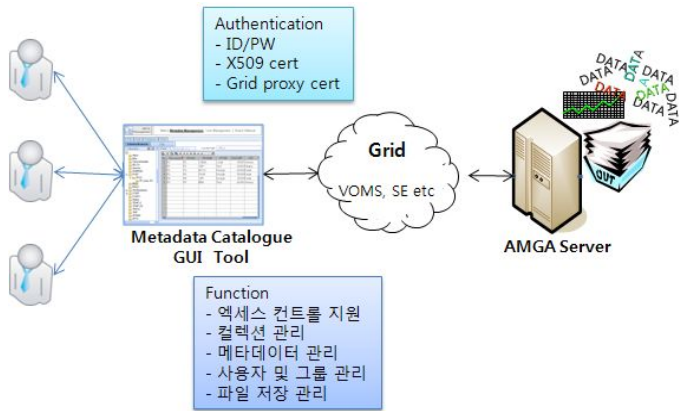 Authentication
- ID/PW
- X509 cert
- Grid proxy cert
DATA
DATA
DATA
DATA
DATA
DATA
DATA
Grid
VOMS, SE etc
OUT
Metadata Catalogue
GUI Tool
AMGA Server
Function
- 엑세스 컨트롤 지원
- 컬렉션 관리
- 메타데이터 관리
- 사용자 및 그룹 관리
- 파일 저장 관리